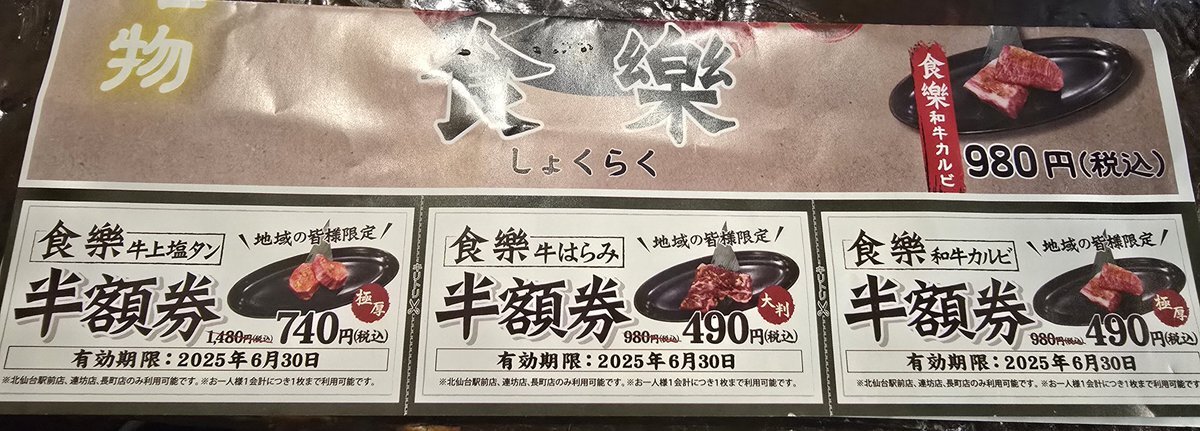 物
食樂
しょくらく
食樂和牛カルビ
980円(税込)
食樂 牛上塩タン
\地域の皆様限定/
半額券
極厚
1,480円(税込) 740円(税込)
有効期限：2025年6月30日
※北仙台駅前店、連坊店、長町店のみ利用可能です。※お一人様1会計につき1枚まで利用可能です。
キリトリ
食樂 牛はらみ
\地域の皆様限定/
半額券
大判
980円(税込) 490円(税込)
有効期限：2025年6月30日
※北仙台駅前店、連坊店、長町店のみ利用可能です。※お一人様1会計につき1枚まで利用可能です。
食樂 和牛カルビ
\地域の皆様限定/
半額券
極厚
980円(税込) 490円(税込)
有効期限：2025年6月30日
※北仙台駅前店、連坊店、長町店のみ利用可能です。※お一人様1会計につき1枚まで利用可能です